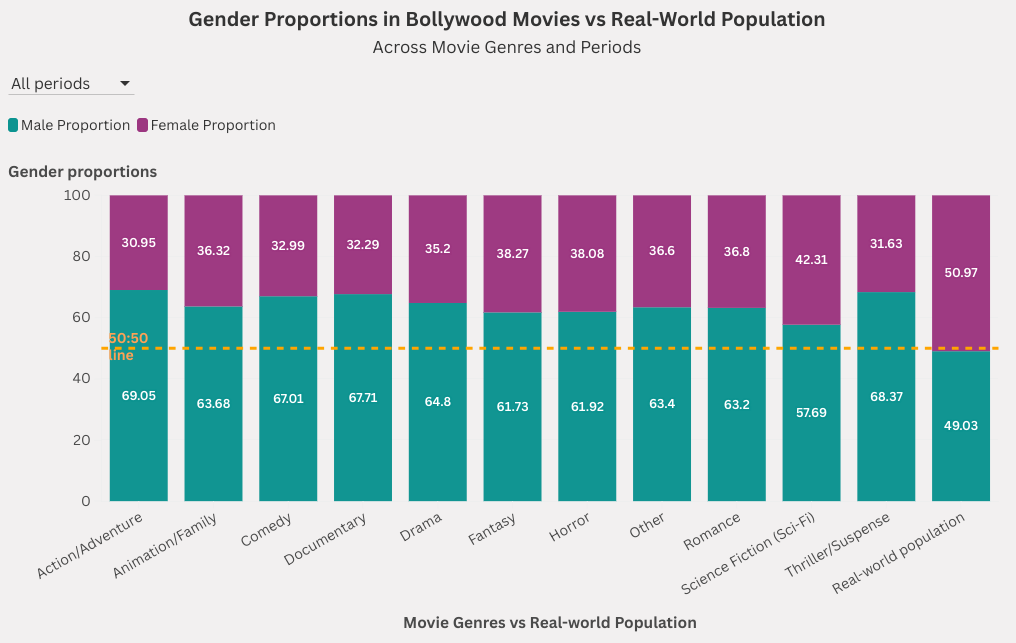 Gender Proportions in Bollywood Movies vs Real-World Population
Across Movie Genres and Periods
All periods
Male Proportion Female Proportion
Gender proportions
100
80
60
40
20
0
30.95 36.32 32.99 32.29 35.2 38.27 38.08 36.6 36.8 42.31 31.63 50.97
50:50
line
69.05 63.68 67.01 67.71 64.8 61.73 61.92 63.4 63.2 57.69 68.37 49.03
Action/Adventure
Animation/Family
Comedy
Documentary
Drama
Fantasy
Horror
Other
Romance
Science Fiction (Sci-Fi)
Thriller/Suspense
Real-world population
Movie Genres vs Real-world Population